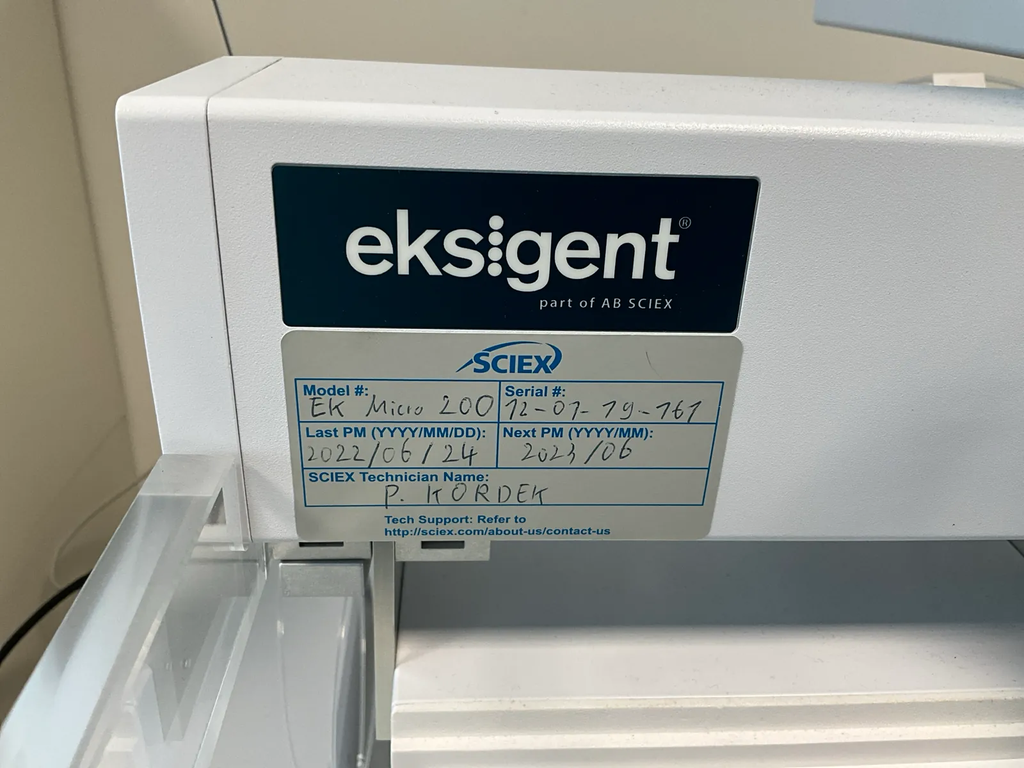 eksigent®
part of AB SCIEX
SCIEX
Model #: EK Micro 200
Serial #: 12-01-19-161
Last PM (YYYY/MM/DD): 2022/06/24
Next PM (YYYY/MM): 2023/06
SCIEX Technician Name: P. KORDEK
Tech Support: Refer to
http://sciex.com/about-us/contact-us